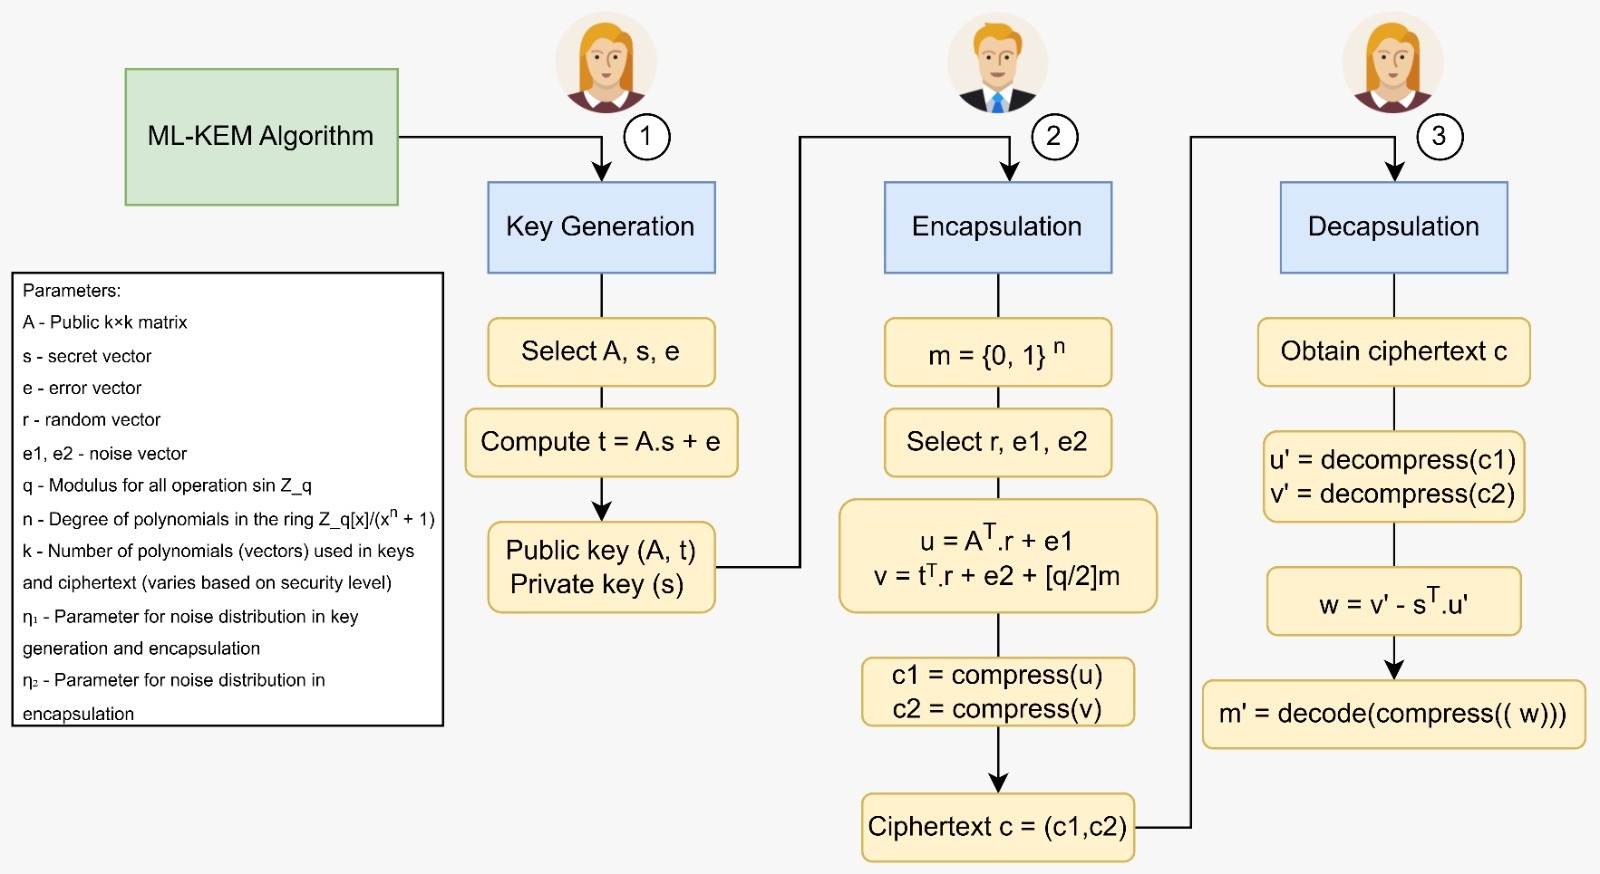 ML-KEM Algorithm
Parameters:
A - Public k×k matrix
s - secret vector
e - error vector
r - random vector
e1, e2 - noise vector
q - Modulus for all operation sin Z_q
n - Degree of polynomials in the ring Z_q[x]/(xⁿ + 1)
k - Number of polynomials (vectors) used in keys
and ciphertext (varies based on security level)
η₁ - Parameter for noise distribution in key
generation and encapsulation
η₂ - Parameter for noise distribution in
encapsulation
1
Key Generation
Select A, s, e
Compute t = A.s + e
Public key (A, t)
Private key (s)
2
Encapsulation
m = {0, 1} ⁿ
Select r, e1, e2
u = Aᵀ.r + e1
v = tᵀ.r + e2 + [q/2]m
c1 = compress(u)
c2 = compress(v)
Ciphertext c = (c1,c2)
3
Decapsulation
Obtain ciphertext c
u' = decompress(c1)
v' = decompress(c2)
w = v' - sᵀ.u'
m' = decode(compress(( w)))